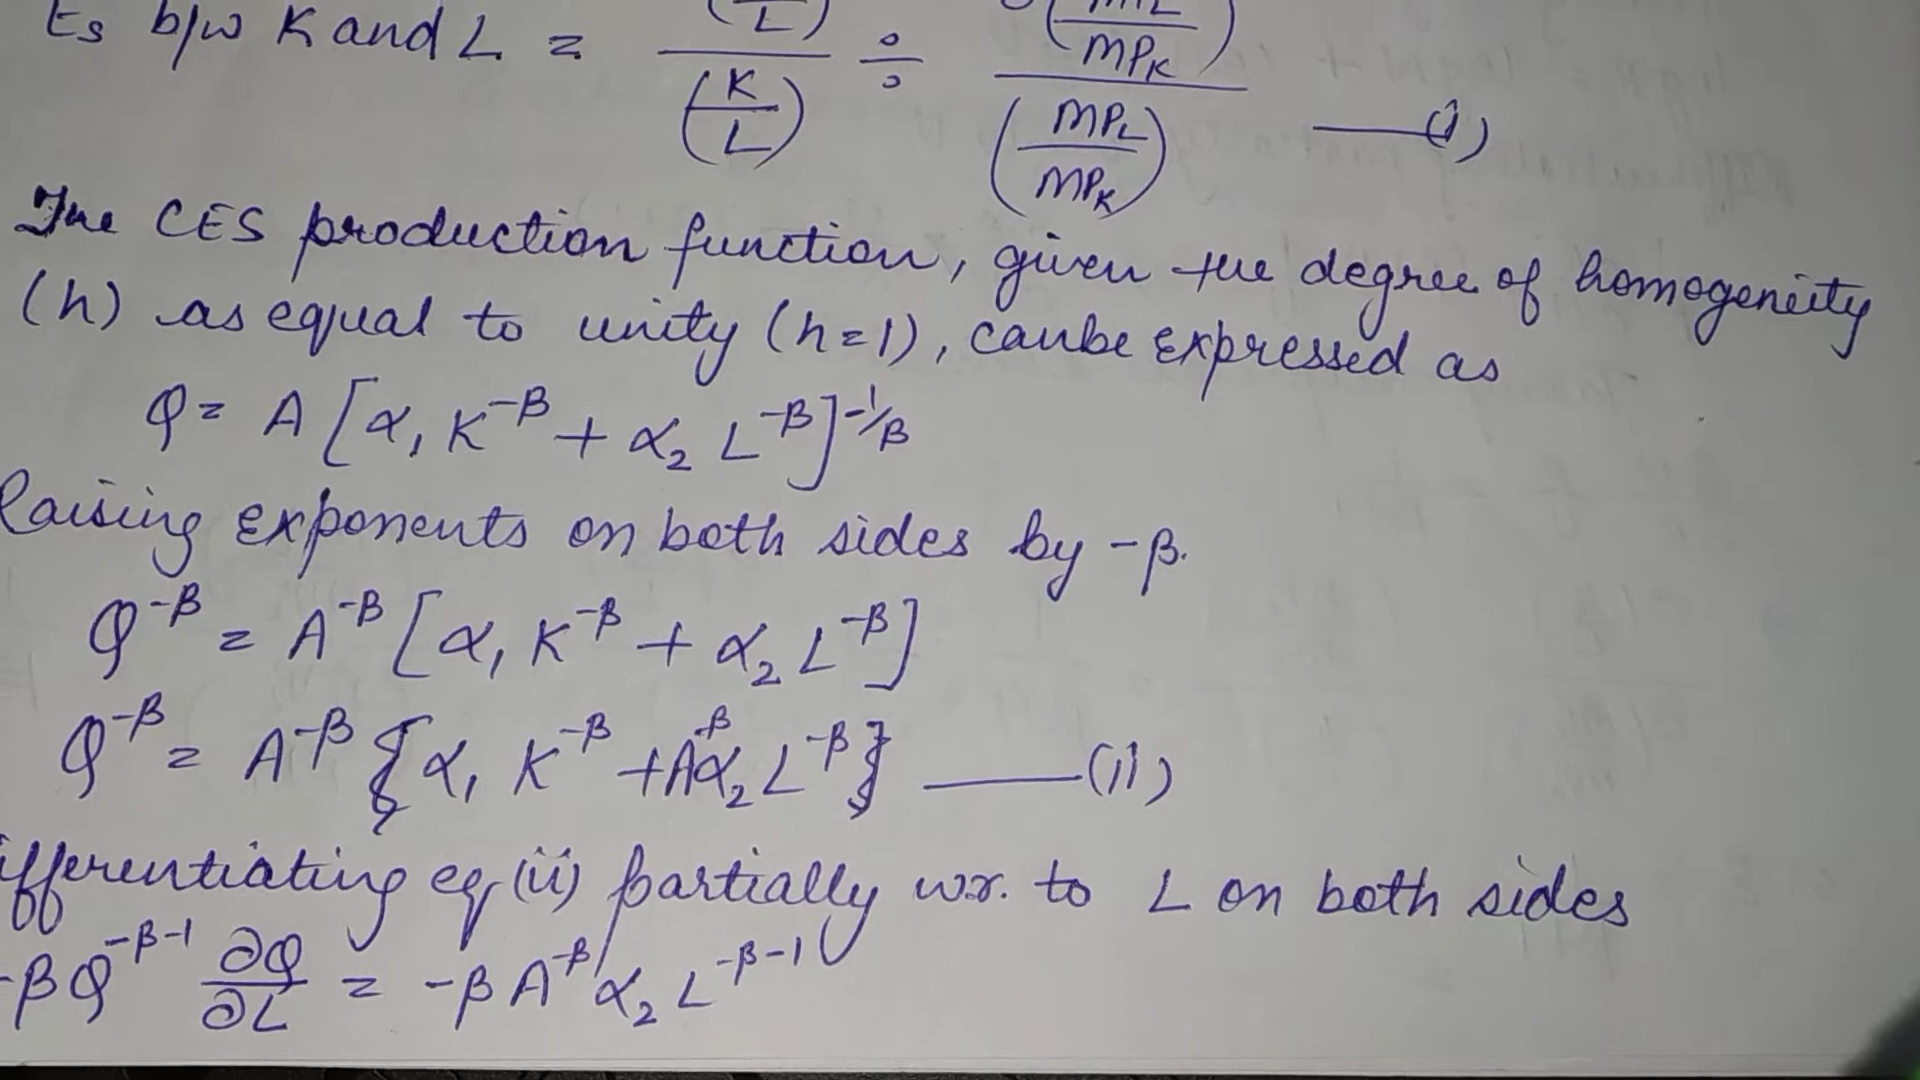 Es b/w K and L = (/L) / (K/L) ÷ (MPL/MPK) / (MPL/MPK) —(i)
The CES production function, given the degree of homogeneity
(h) as equal to unity (h=1), can be expressed as
Q = A [α₁ K^-β + α₂ L^-β]^-1/β
Raising exponents on both sides by -β.
Q^-β = A^-β [α₁ K^-β + α₂ L^-β]
Q^-β = A^-β {α₁ K^-β + A^-β α₂ L^-β} —(ii)
ifferentiating eq (ii) partially w.r. to L on both sides
-β Q^-β-1 ∂Q/∂L = -β A^-β α₂ L^-β-1